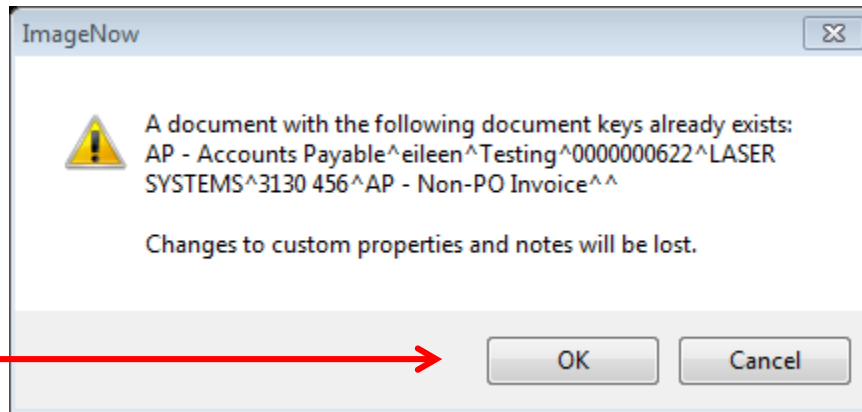 ImageNow
A document with the following document keys already exists:
AP - Accounts Payable^eileen^Testing^0000000622^LASER
SYSTEMS^3130 456^AP - Non-PO Invoice^^
Changes to custom properties and notes will be lost.
OK
Cancel